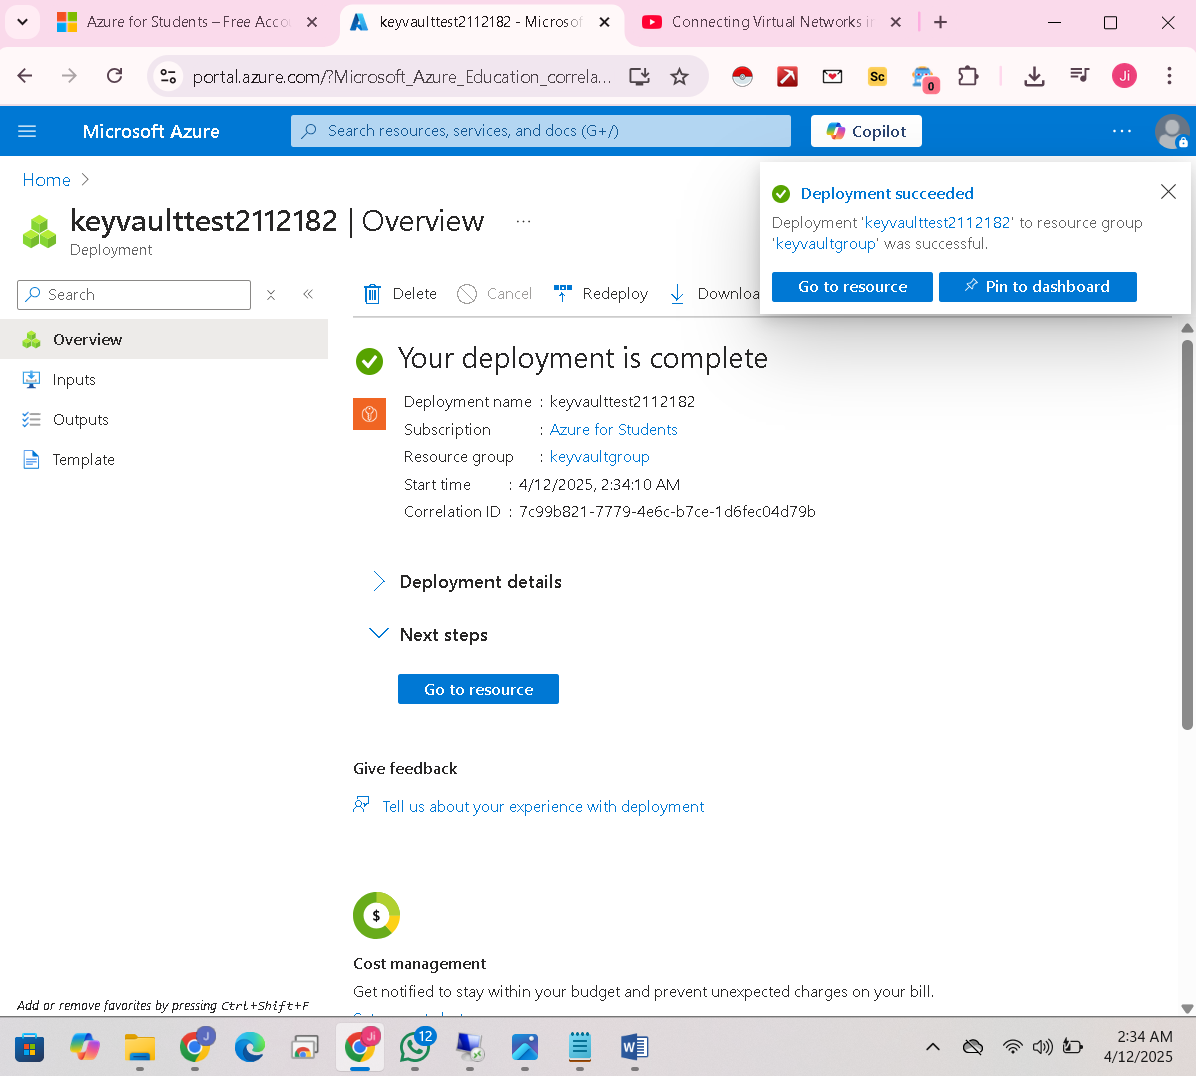 Azure for Students – Free Acco
keyvaulttest2112182 - Microsof
Connecting Virtual Networks in
portal.azure.com/?Microsoft_Azure_Education_correla...
Sc
0
Ji
Microsoft Azure
Search resources, services, and docs (G+/)
Copilot
Home
keyvaulttest2112182 | Overview
Deployment
Deployment succeeded
Deployment 'keyvaulttest2112182' to resource group
'keyvaultgroup' was successful.
Go to resource
Pin to dashboard
Search
Delete
Cancel
Redeploy
Downloa
Overview
Inputs
Outputs
Template
Your deployment is complete
Deployment name : keyvaulttest2112182
Subscription : Azure for Students
Resource group : keyvaultgroup
Start time : 4/12/2025, 2:34:10 AM
Correlation ID : 7c99b821-7779-4e6c-b7ce-1d6fec04d79b
Deployment details
Next steps
Go to resource
Give feedback
Tell us about your experience with deployment
$
Cost management
Get notified to stay within your budget and prevent unexpected charges on your bill.
Add or remove favorites by pressing Ctrl+Shift+F
J
Ji
12
W
2:34 AM
4/12/2025